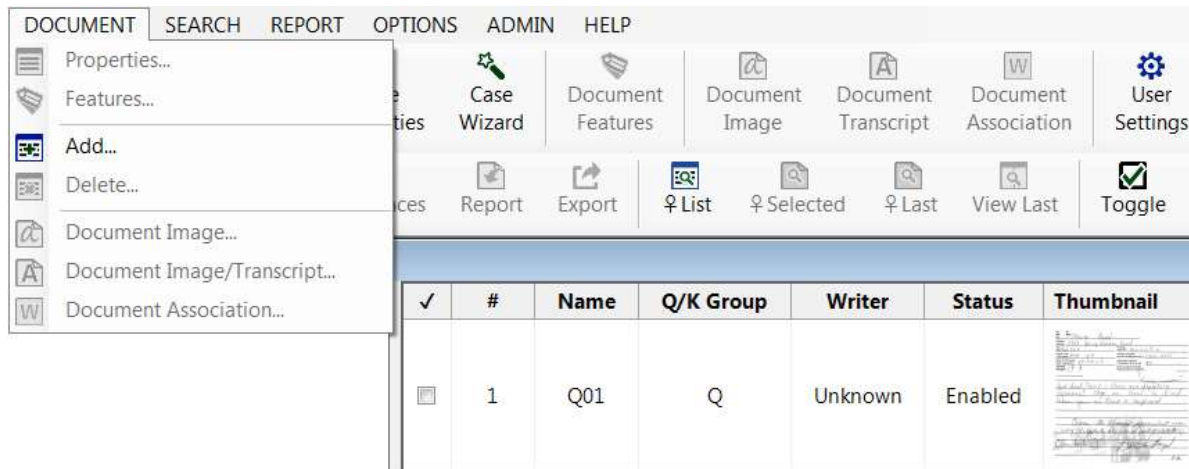 DOCUMENT SEARCH REPORT OPTIONS ADMIN HELP
Properties...
Features...
Add...
Delete...
Document Image...
Document Image/Transcript...
Document Association...
ties
Case Wizard
Document Features
Document Image
Document Transcript
Document Association
User Settings
ces
Report
Export
List
Selected
Last
View Last
Toggle
✓ # Name Q/K Group Writer Status Thumbnail
1 Q01 Q Unknown Enabled